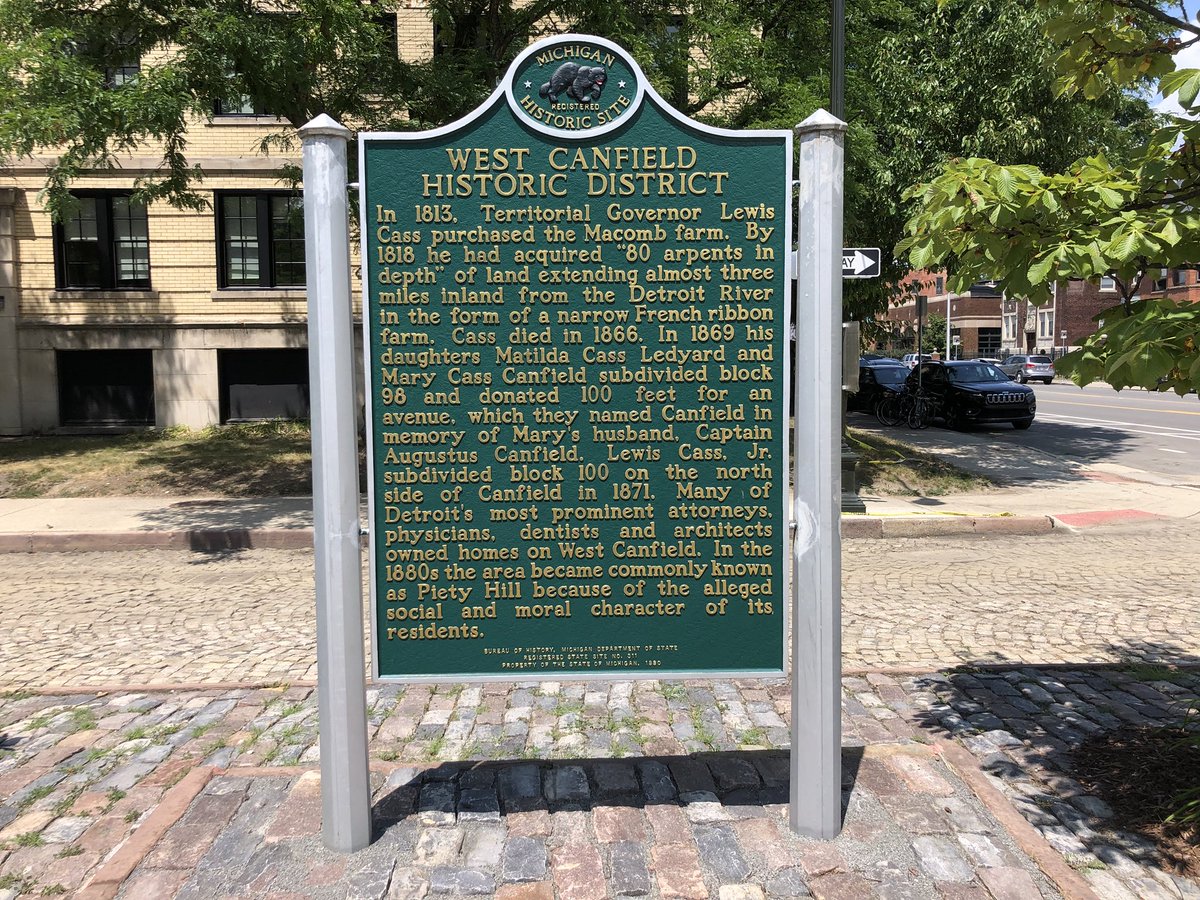 MICHIGAN
REGISTERED
HISTORIC SITE
WEST CANFIELD
HISTORIC DISTRICT
In 1813, Territorial Governor Lewis
Cass purchased the Macomb farm. By
1818 he had acquired "80 arpents in
depth" of land extending almost three
miles inland from the Detroit River
in the form of a narrow French ribbon
farm. Cass died in 1866. In 1869 his
daughters Matilda Cass Ledyard and
Mary Cass Canfield subdivided block
98 and donated 100 feet for an
avenue, which they named Canfield in
memory of Mary's husband, Captain
Augustus Canfield. Lewis Cass, Jr.
subdivided block 100 on the north
side of Canfield in 1871. Many of
Detroit's most prominent attorneys,
physicians, dentists and architects
owned homes on West Canfield. In the
1880s the area became commonly known
as Piety Hill because of the alleged
social and moral character of its
residents.
BUREAU OF HISTORY, MICHIGAN DEPARTMENT OF STATE
REGISTERED STATE SITE NO. 311
PROPERTY OF THE STATE OF MICHIGAN, 1980